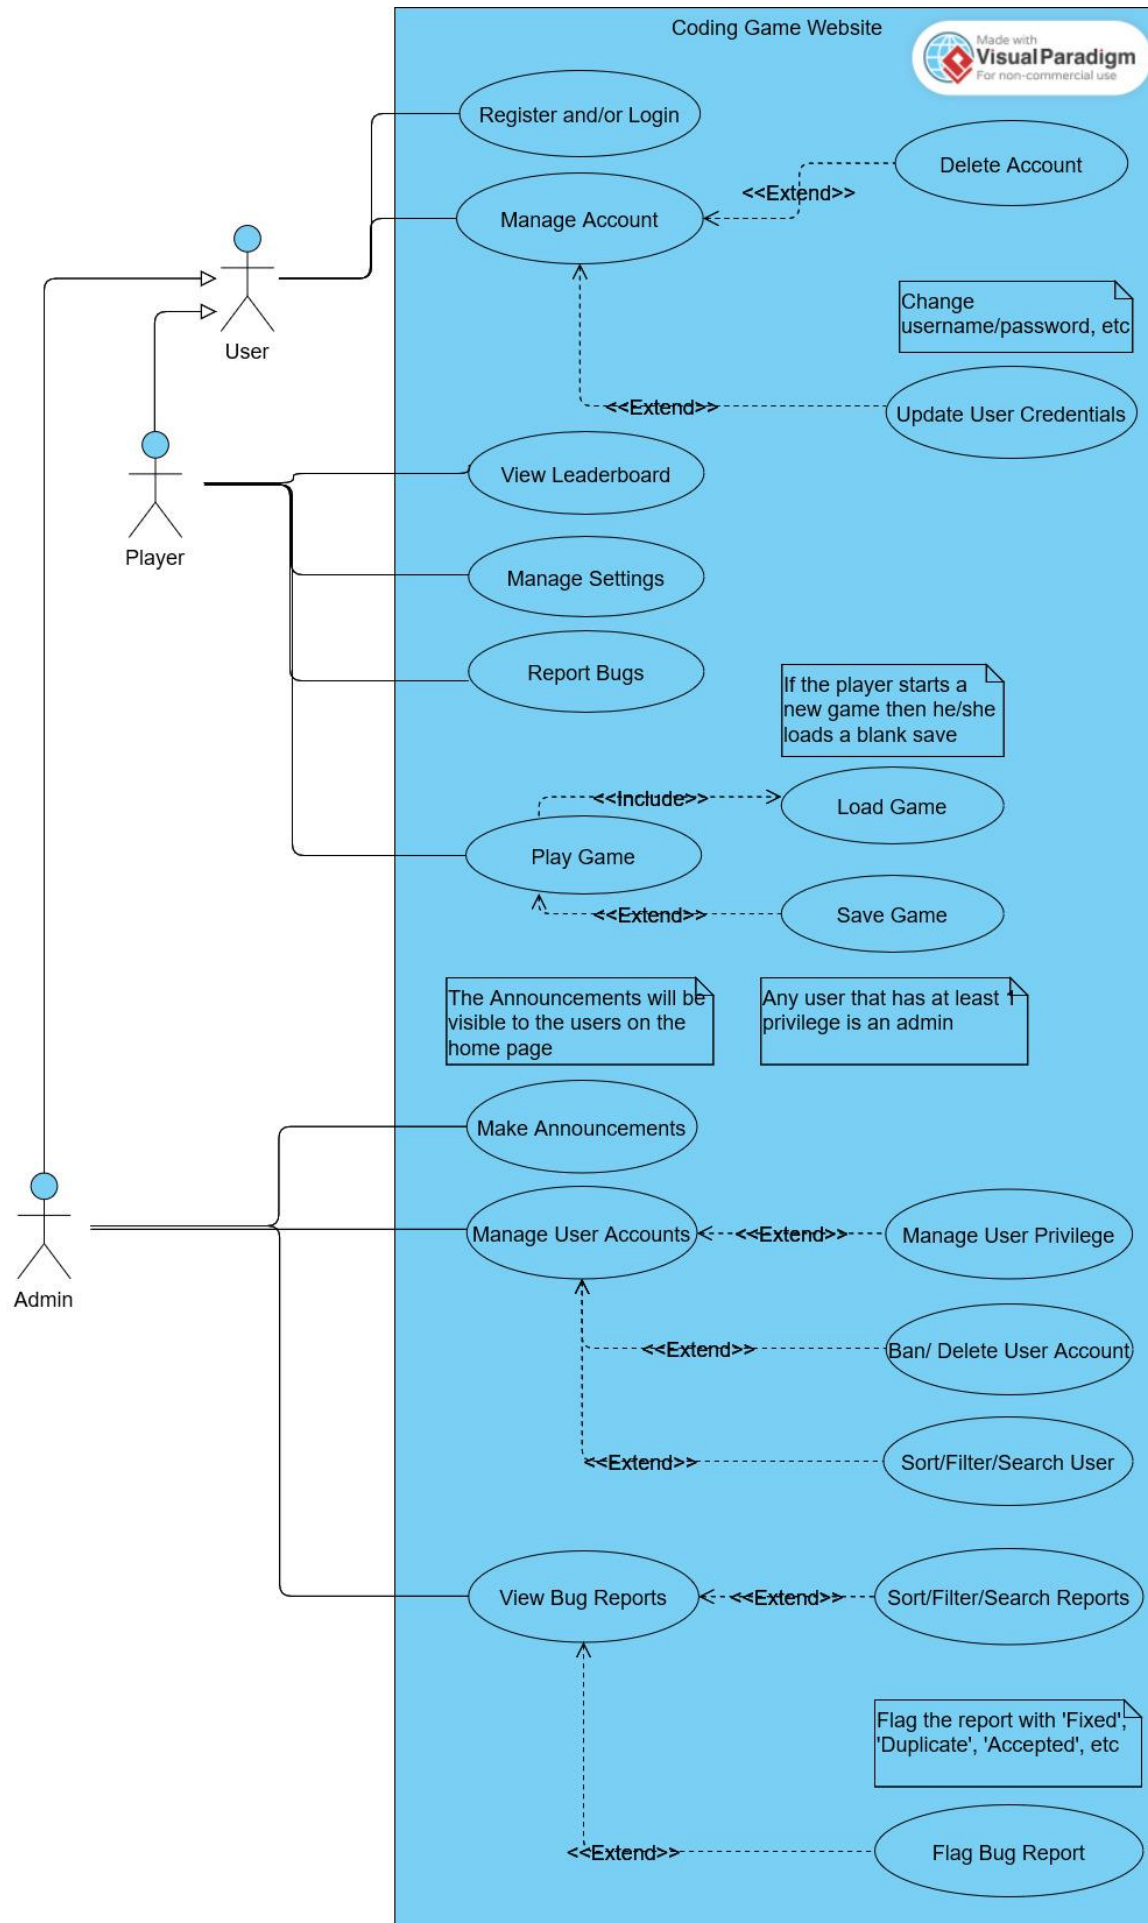 Coding Game Website
Made with
Visual Paradigm
For non-commercial use
Register and/or Login
Delete Account
<<Extend>>
Manage Account
Change
username/password, etc
User
<<Extend>>
Update User Credentials
View Leaderboard
Player
Manage Settings
Report Bugs
If the player starts a
new game then he/she
loads a blank save
<<Include>>
Load Game
Play Game
<<Extend>>
Save Game
The Announcements will be
visible to the users on the
home page
Any user that has at least 1
privilege is an admin
Make Announcements
Manage User Accounts
<<Extend>>
Manage User Privilege
Admin
<<Extend>>
Ban/ Delete User Account
<<Extend>>
Sort/Filter/Search User
View Bug Reports
<<Extend>>
Sort/Filter/Search Reports
Flag the report with 'Fixed',
'Duplicate', 'Accepted', etc
<<Extend>>
Flag Bug Report